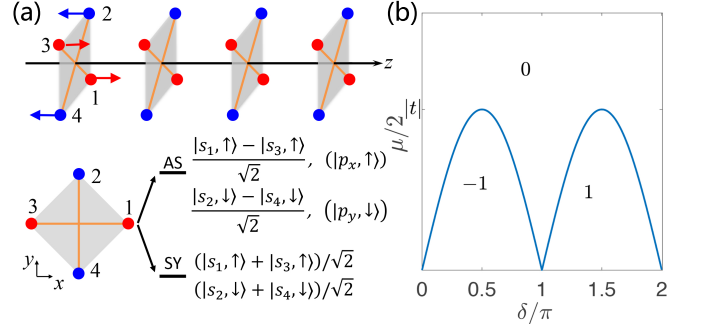 (a)
2
3
1
4
z
2
3
1
4
y
x
AS
|s₁,↑⟩ − |s₃,↑⟩
√2
, (|pₓ,↑⟩)
|s₂,↓⟩ − |s₄,↓⟩
√2
, (|p_y,↓⟩)
SY
(|s₁,↑⟩ + |s₃,↑⟩)/√2
(|s₂,↓⟩ + |s₄,↓⟩)/√2
(b)
0
|t|
μ/2
−1
1
0 0.5 1 1.5 2
δ/π